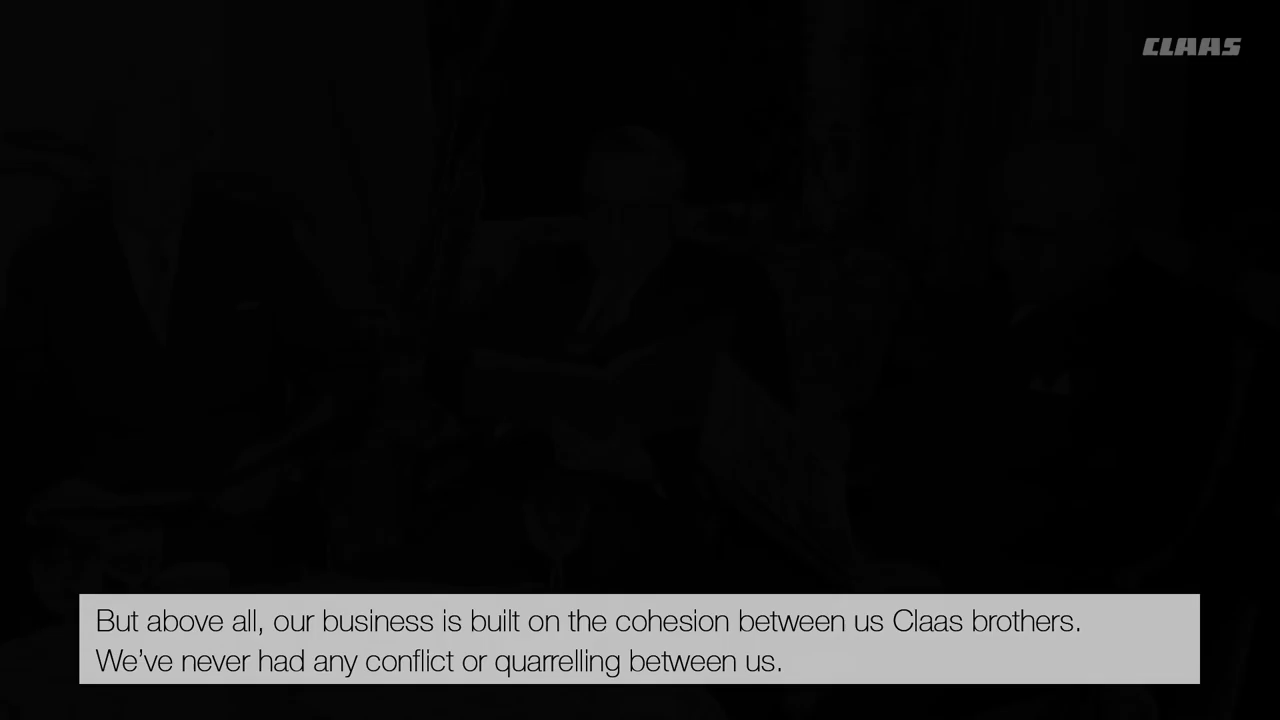 CLAAS
But above all, our business is built on the cohesion between us Claas brothers.
We've never had any conflict or quarrelling between us.